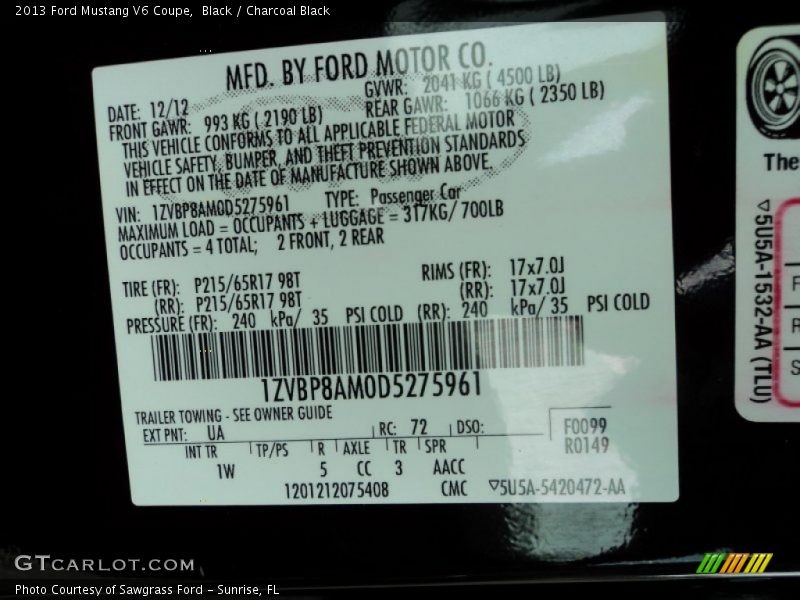 2013 Ford Mustang V6 Coupe,  Black / Charcoal Black
MFD. BY FORD MOTOR CO.
DATE: 12/12 GVWR: 2041 KG ( 4500 LB)
FRONT GAWR: 993 KG ( 2190 LB) REAR GAWR: 1066 KG ( 2350 LB)
THIS VEHICLE CONFORMS TO ALL APPLICABLE FEDERAL MOTOR
VEHICLE SAFETY, BUMPER, AND THEFT PREVENTION STANDARDS
IN EFFECT ON THE DATE OF MANUFACTURE SHOWN ABOVE.
VIN: 1ZVBP8AM0D5275961 TYPE: Passenger Car
MAXIMUM LOAD = OCCUPANTS + LUGGAGE = 317KG/ 700LB
OCCUPANTS = 4 TOTAL; 2 FRONT, 2 REAR
TIRE (FR): P215/65R17 98T RIMS (FR): 17x7.0J
(RR): P215/65R17 98T (RR): 17x7.0J
PRESSURE (FR): 240 kPa/ 35 PSI COLD (RR): 240 kPa/ 35 PSI COLD
1ZVBP8AM0D5275961
TRAILER TOWING - SEE OWNER GUIDE
EXT PNT: UA RC: 72 DSO: F0099
R0149
INT TR TP/PS R AXLE TR SPR
1W 5 CC 3 AACC
1201212075408 CMC ▽5U5A-5420472-AA
The
▽5U5A-1532-AA (TLU)
F
R
S
GTCARLOT.COM
Photo Courtesy of Sawgrass Ford - Sunrise, FL